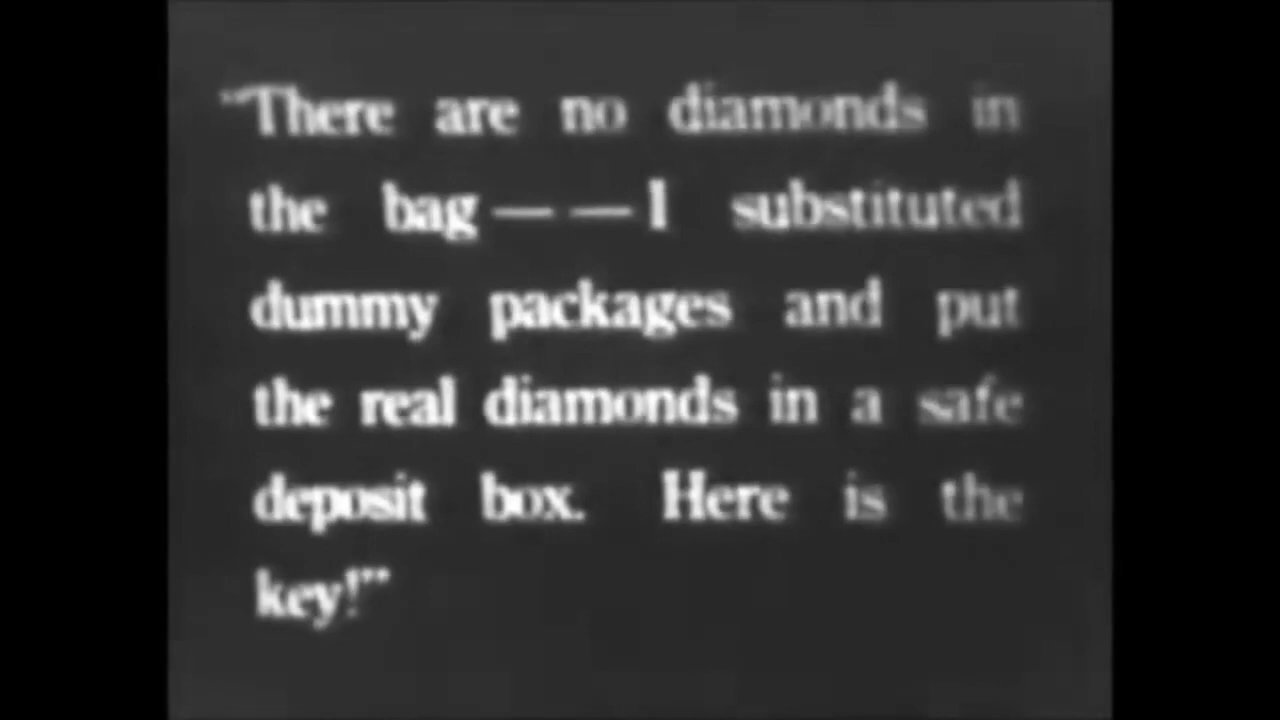 “There are no diamonds in
the bag — — I substituted
dummy packages and put
the real diamonds in a safe
deposit box. Here is the
key!”